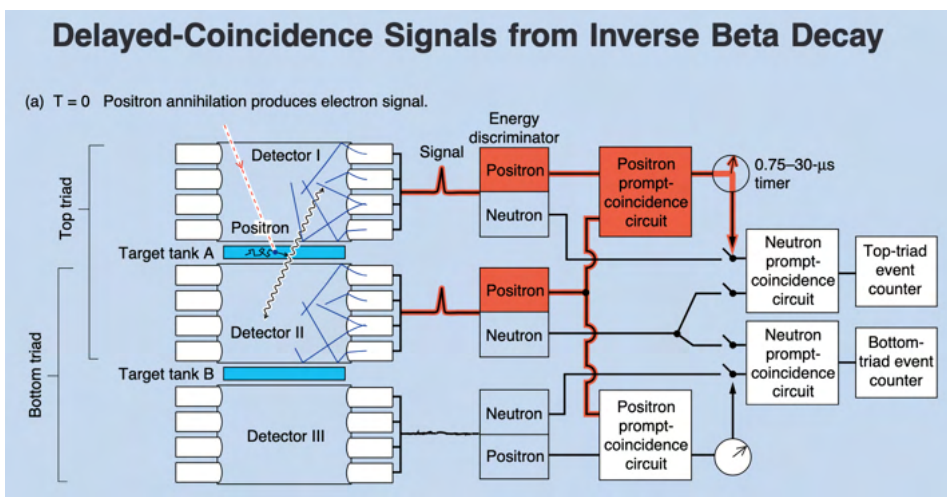 Delayed-Coincidence Signals from Inverse Beta Decay
(a) T = 0 Positron annihilation produces electron signal.
Top triad
Bottom triad
Detector I
Positron
Target tank A
Detector II
Target tank B
Detector III
Signal
Energy
discriminator
Positron
Neutron
Positron
Neutron
Neutron
Positron
Positron
prompt-
coincidence
circuit
Positron
prompt-
coincidence
circuit
0.75–30-μs
timer
Neutron
prompt-
coincidence
circuit
Neutron
prompt-
coincidence
circuit
Top-triad
event
counter
Bottom-
triad event
counter